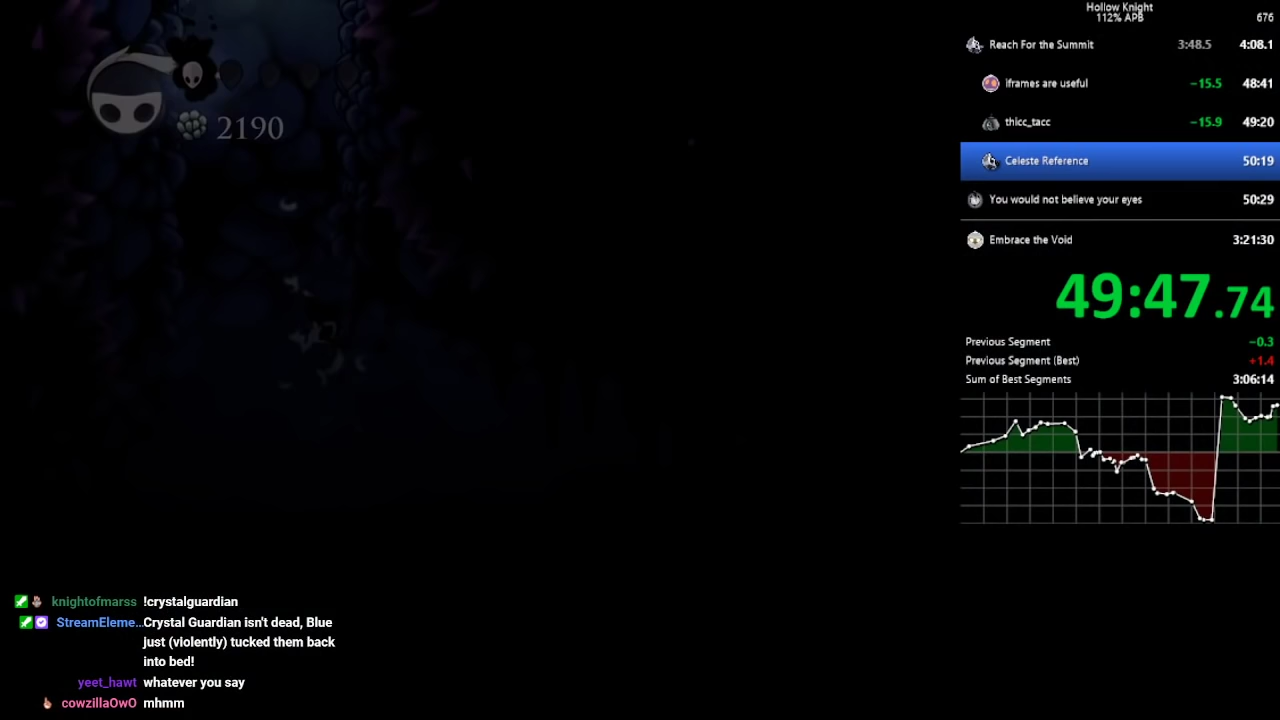 Hollow Knight
112% APB
676
Reach For the Summit 3:48.5 4:08.1
iframes are useful −15.5 48:41
thicc_tacc −15.9 49:20
Celeste Reference 50:19
You would not believe your eyes 50:29
Embrace the Void 3:21:30
49:47.74
Previous Segment −0.3
Previous Segment (Best) +1.4
Sum of Best Segments 3:06:14
2190
knightofmarss !crystalguardian
StreamEleme... Crystal Guardian isn't dead, Blue
just (violently) tucked them back
into bed!
yeet_hawt whatever you say
cowzillaOwO mhmm